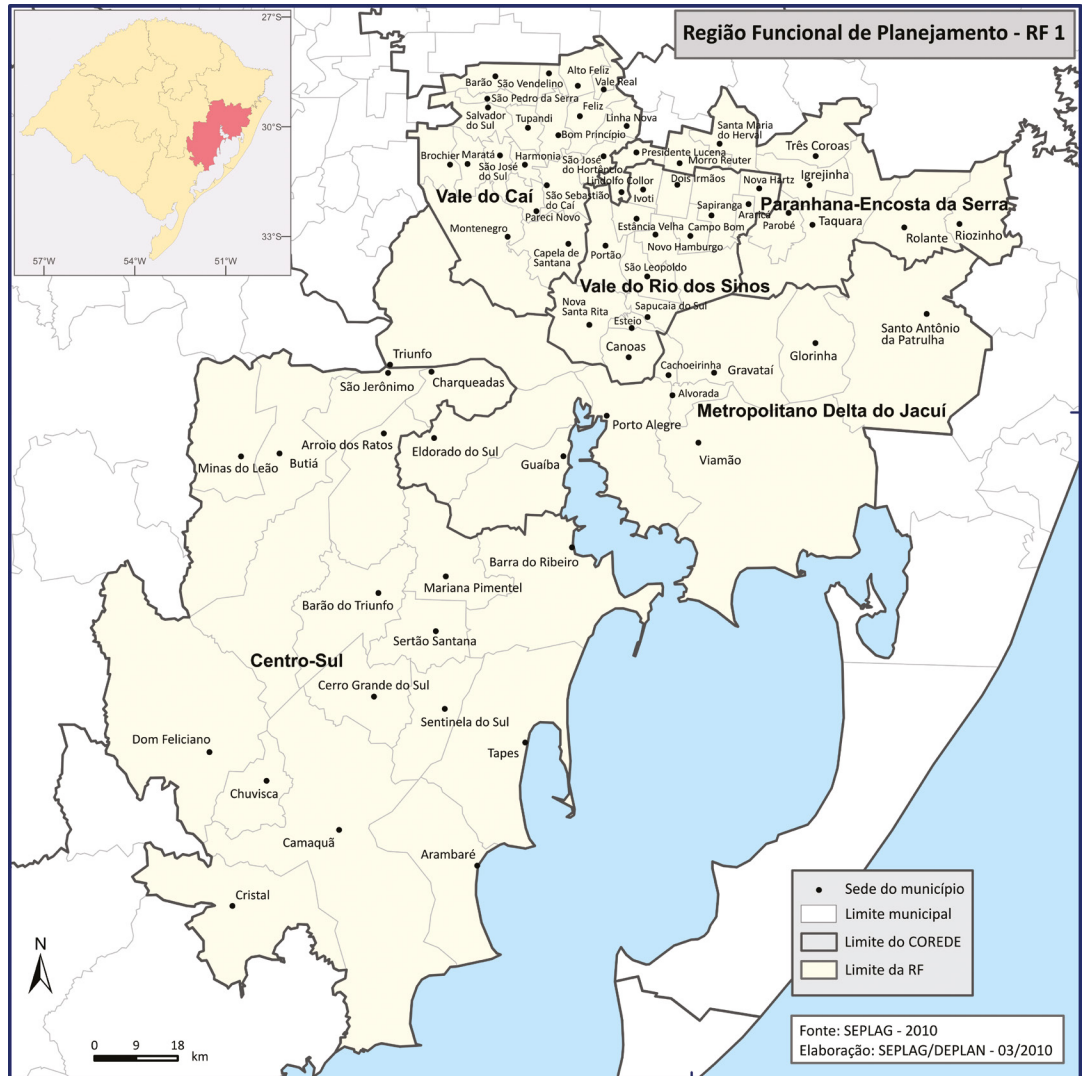 Região Funcional de Planejamento - RF 1
27°S
30°S
33°S
57°W
54°W
51°W
Barão
São Vendelino
Alto Feliz
Vale Real
São Pedro da Serra
Salvador
do Sul
Tupandi
Feliz
Linha Nova
Bom Princípio
Santa Maria
do Herval
Três Coroas
Brochier
Maratá
São José
do Sul
Harmonia
São José
do Hortêncio
Presidente Lucena
Morro Reuter
Igrejinha
Lindolfo Collor
Ivoti
Dois Irmãos
Nova Hartz
Vale do Caí
São Sebastião
do Caí
Pareci Novo
Paranhana-Encosta da Serra
Sapiranga
Araricá
Parobé
Taquara
Rolante
Riozinho
Montenegro
Capela de
Santana
Portão
Estância Velha
Campo Bom
Novo Hamburgo
São Leopoldo
Vale do Rio dos Sinos
Nova
Santa Rita
Sapucaia do Sul
Esteio
Canoas
Santo Antônio
da Patrulha
Glorinha
Triunfo
São Jerônimo
Charqueadas
Cachoeirinha
Gravataí
Alvorada
Metropolitano Delta do Jacuí
Porto Alegre
Viamão
Arroio dos Ratos
Eldorado do Sul
Guaíba
Minas do Leão
Butiá
Barra do Ribeiro
Mariana Pimentel
Barão do Triunfo
Sertão Santana
Centro-Sul
Cerro Grande do Sul
Sentinela do Sul
Dom Feliciano
Tapes
Chuvisca
Camaquã
Arambaré
Cristal
N
0 9 18
km
Sede do município
Limite municipal
Limite do COREDE
Limite da RF
Fonte: SEPLAG - 2010
Elaboração: SEPLAG/DEPLAN - 03/2010